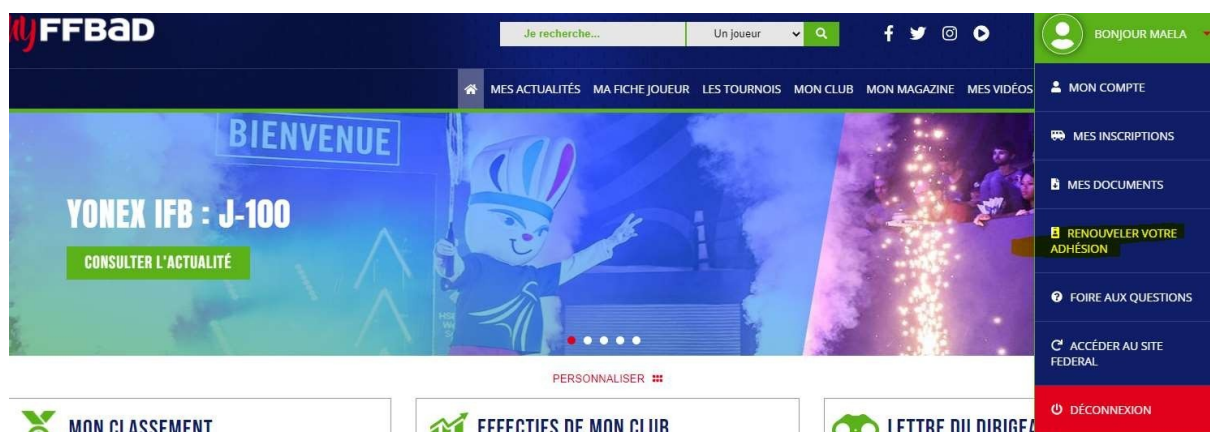 MyFFBaD
Je recherche...
Un joueur
BONJOUR MAELA
MES ACTUALITÉS MA FICHE JOUEUR LES TOURNOIS MON CLUB MON MAGAZINE MES VIDÉOS
BIENVENUE
YONEX IFB : J-100
CONSULTER L'ACTUALITÉ
PERSONNALISER
MON COMPTE
MES INSCRIPTIONS
MES DOCUMENTS
RENOUVELER VOTRE
ADHÉSION
FOIRE AUX QUESTIONS
ACCÉDER AU SITE
FEDERAL
DÉCONNEXION
MON CLASSEMENT
EFFECTIFS DE MON CLUB
LETTRE DU DIRIGEA